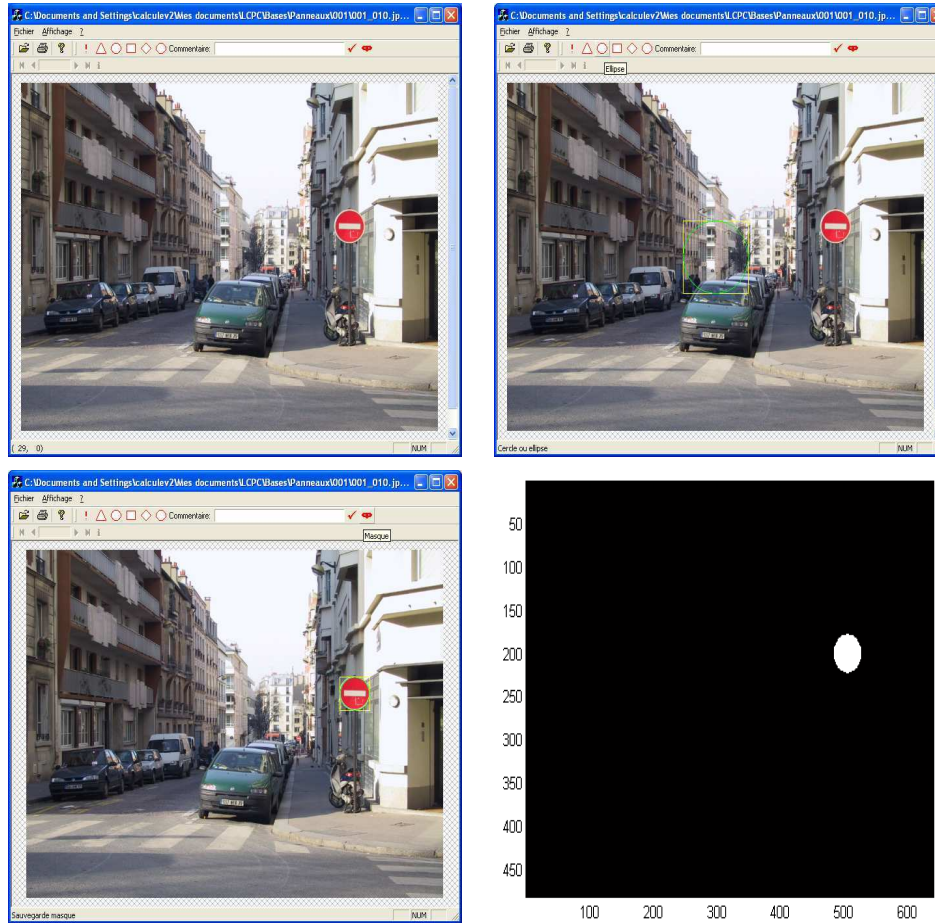 C:\Documents and Settings\calculev2\Mes documents\LCPC\Bases\Panneaux\001\001_010.jp...
Fichier Affichage ?
Commentaire:
( 29, 0)
NUM
C:\Documents and Settings\calculev2\Mes documents\LCPC\Bases\Panneaux\001\001_010.jp...
Fichier Affichage ?
Commentaire:
Ellipse
Cercle ou ellipse
NUM
C:\Documents and Settings\calculev2\Mes documents\LCPC\Bases\Panneaux\001\001_010.jp...
Fichier Affichage ?
Commentaire:
Masque
Sauvegarde masque
NUM
50
100
150
200
250
300
350
400
450
100 200 300 400 500 600